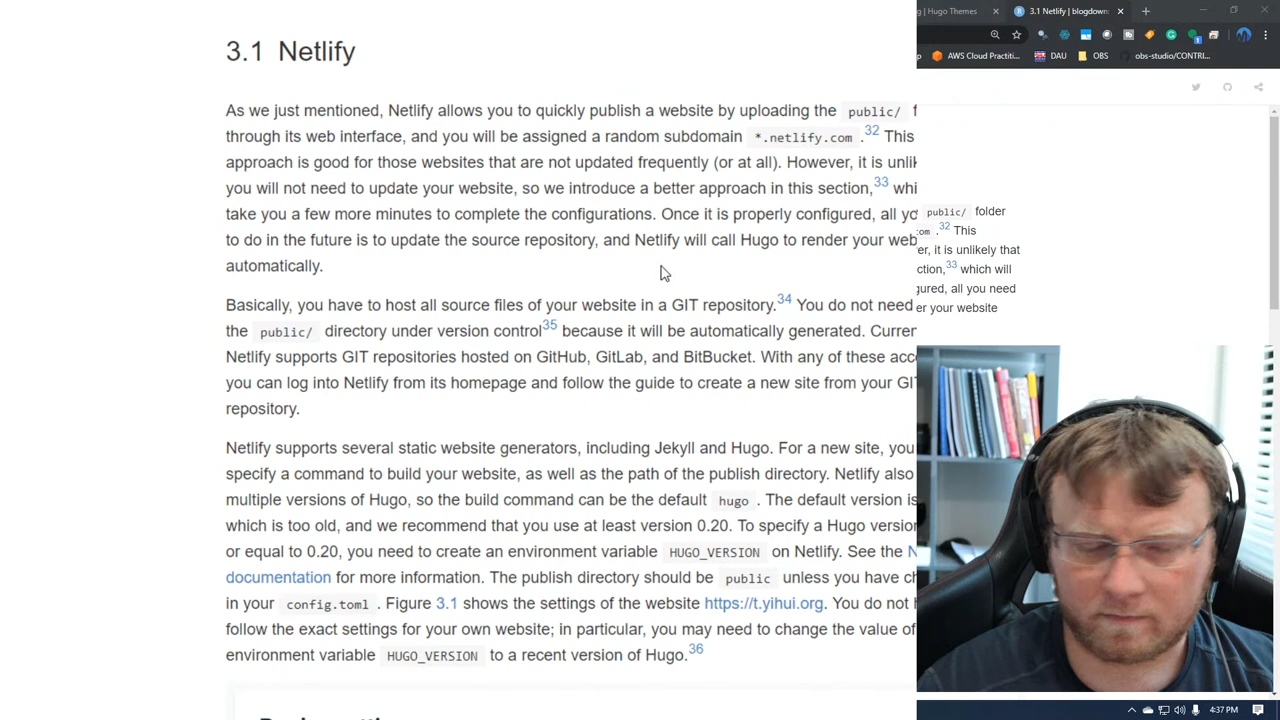 g | Hugo Themes
3.1 Netlify | blogdown:
p
AWS Cloud Practiti...
DAU
OBS
obs-studio/CONTRI...
3.1 Netlify
As we just mentioned, Netlify allows you to quickly publish a website by uploading the public/ f
through its web interface, and you will be assigned a random subdomain *.netlify.com .32 This
approach is good for those websites that are not updated frequently (or at all). However, it is unlik
you will not need to update your website, so we introduce a better approach in this section,33 whi
take you a few more minutes to complete the configurations. Once it is properly configured, all yo
to do in the future is to update the source repository, and Netlify will call Hugo to render your web
automatically.
Basically, you have to host all source files of your website in a GIT repository.34 You do not need
the public/ directory under version control35 because it will be automatically generated. Curren
Netlify supports GIT repositories hosted on GitHub, GitLab, and BitBucket. With any of these acc
you can log into Netlify from its homepage and follow the guide to create a new site from your GI
repository.
Netlify supports several static website generators, including Jekyll and Hugo. For a new site, you
specify a command to build your website, as well as the path of the publish directory. Netlify also
multiple versions of Hugo, so the build command can be the default hugo . The default version is
which is too old, and we recommend that you use at least version 0.20. To specify a Hugo version
or equal to 0.20, you need to create an environment variable HUGO_VERSION on Netlify. See the N
documentation for more information. The publish directory should be public unless you have ch
in your config.toml . Figure 3.1 shows the settings of the website https://t.yihui.org. You do not h
follow the exact settings for your own website; in particular, you may need to change the value of
environment variable HUGO_VERSION to a recent version of Hugo.36
public/ folder
om .32 This
er, it is unlikely that
ction,33 which will
gured, all you need
er your website
4:37 PM